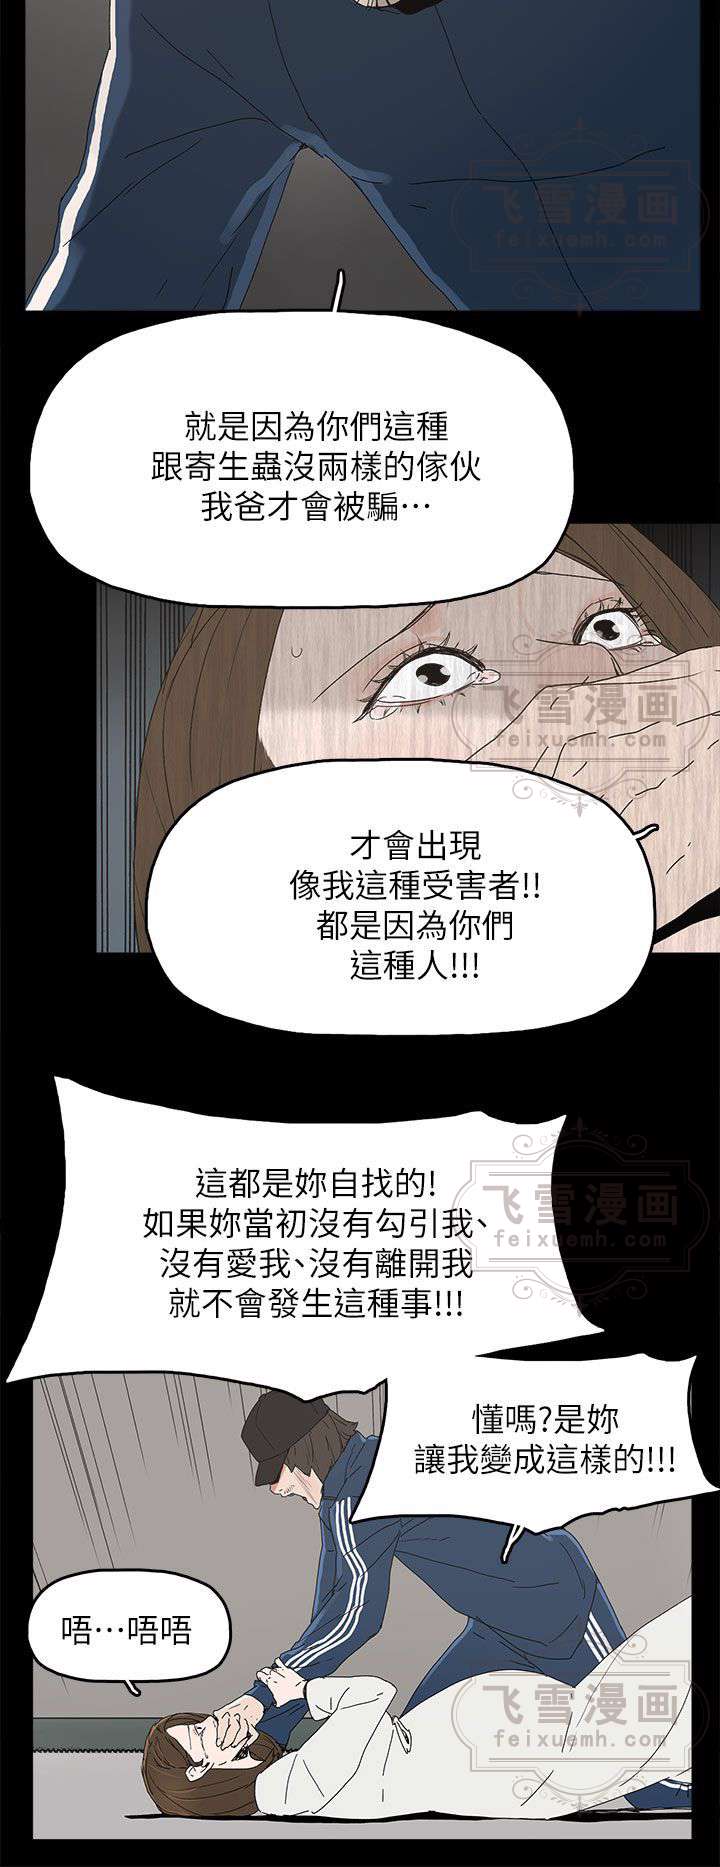 飞雪漫画
feixuemh.com
就是因為你們這種
跟寄生蟲沒兩樣的傢伙
我爸才會被騙⋯
飞雪漫画
feixuemh.com
才會出現
像我這種受害者!!
都是因為你們
這種人!!!
這都是妳自找的!
如果妳當初沒有勾引我、
沒有愛我、沒有離開我
就不會發生這種事!!!
飞雪漫画
feixuemh.com
懂嗎?是妳
讓我變成這樣的!!!
唔⋯唔唔
飞雪漫画
feixuemh.com